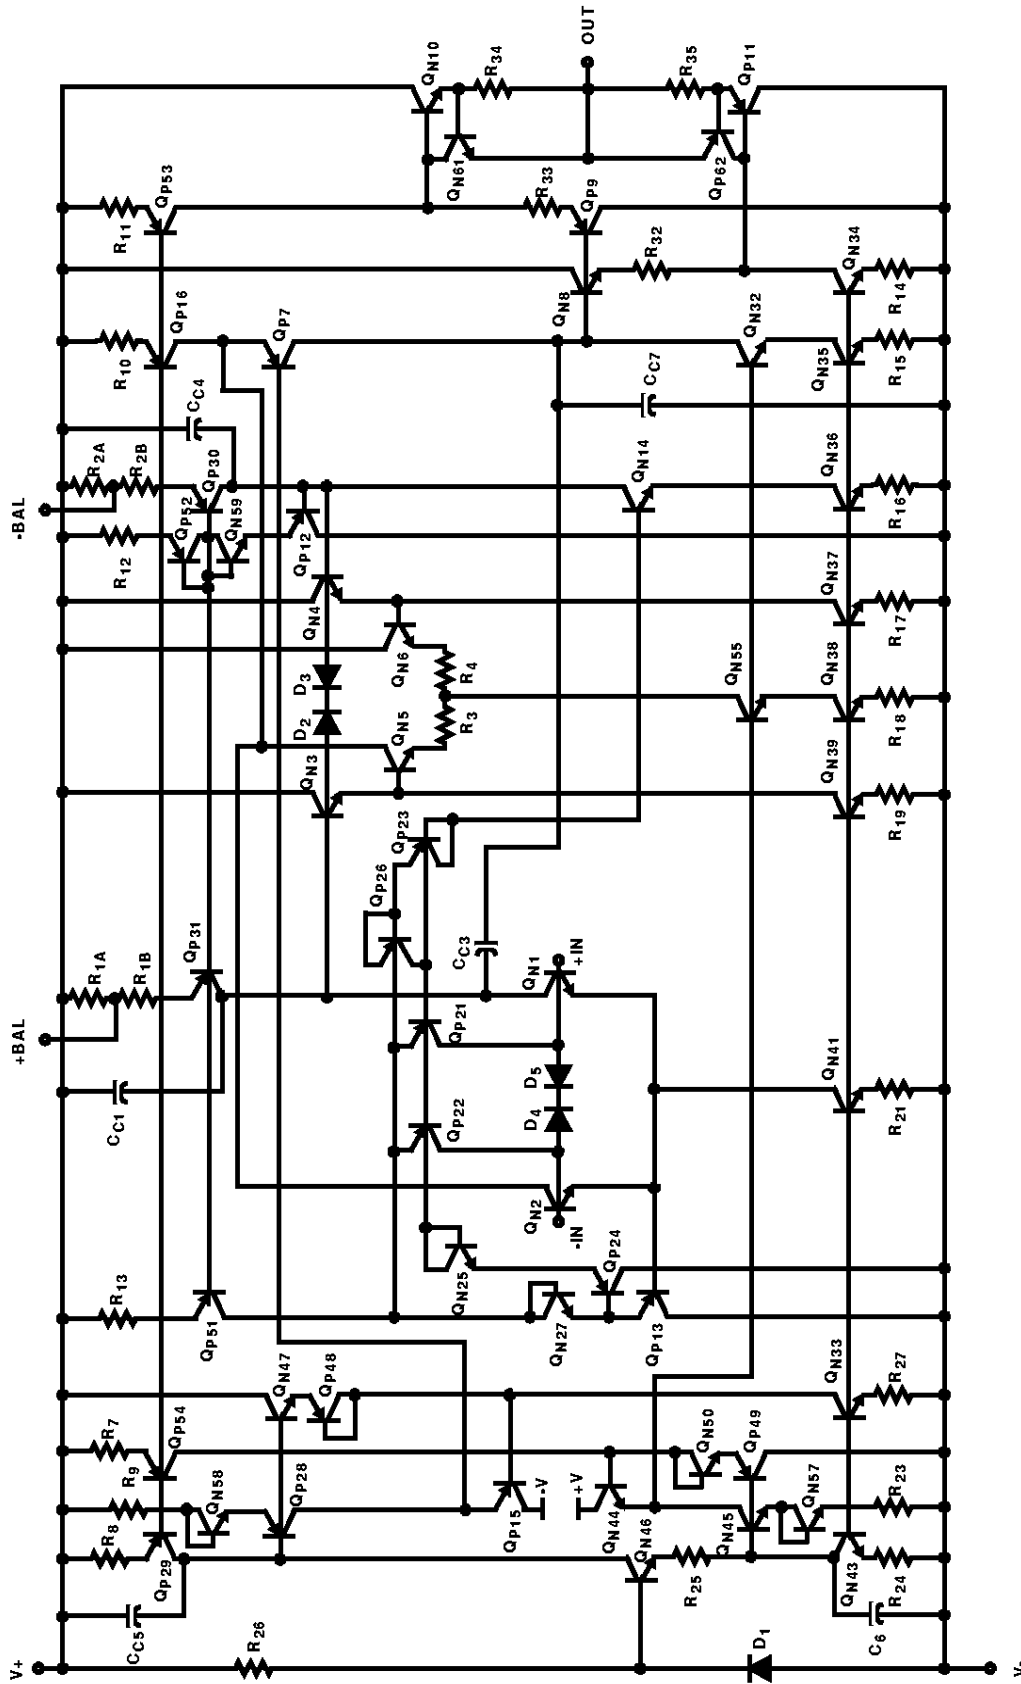 V+
+BAL
-BAL
R1A
R2A
R8
R9
R7
R13
CC1
R1B
R12
R2B
R10
R11
CC5
QP29
QP54
QP31
QP52
QP30
CC4
QP16
QP53
QP51
QN58
QN59
R26
QP28
QN47
QP12
QP7
QN3
D2
D3
QN4
QP48
QP26
QP23
QN5
QN6
QN10
QP22
QP21
QN61
QN25
CC3
R3
R4
R34
QP15
-V
QN27
QN2
D4
D5
QN1
R33
QN8
+V
-IN
+IN
OUT
QP9
QN44
QP24
QN46
QP13
QN14
CC7
R32
R25
R35
QN50
QN45
QP49
QN55
QN32
QP62
QP11
D1
QN57
QN33
QN41
QN39
QN38
QN37
QN36
QN35
QN34
QN43
C6
R24
R23
R27
R21
R19
R18
R17
R16
R15
R14
V-